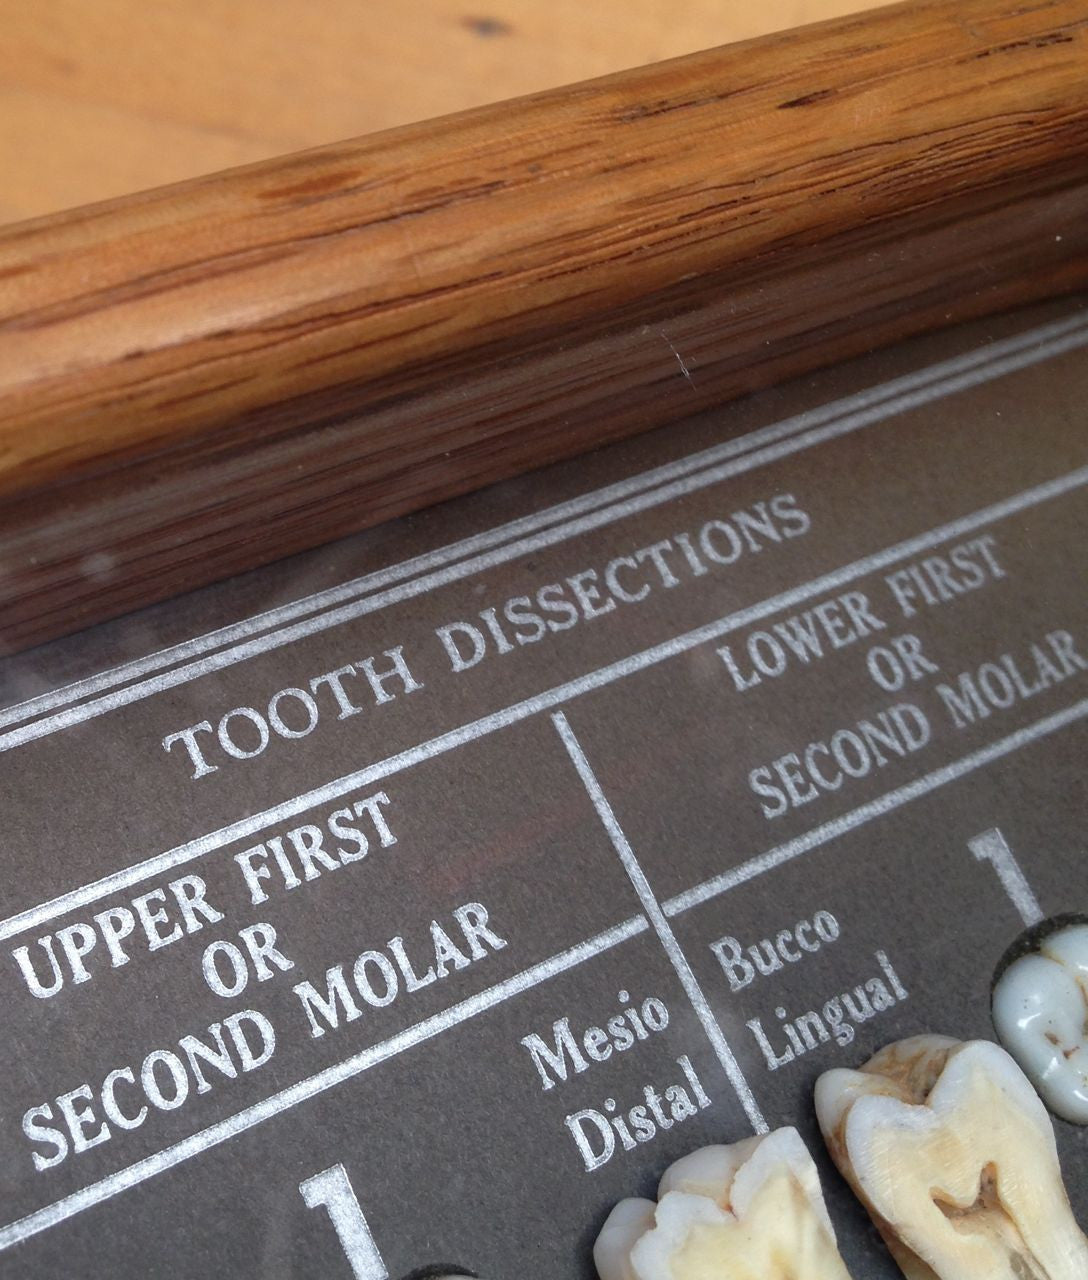 TOOTH DISSECTIONS
UPPER FIRST
OR
SECOND MOLAR
Mesio
Distal
1
LOWER FIRST
OR
SECOND MOLAR
Bucco
Lingual
1